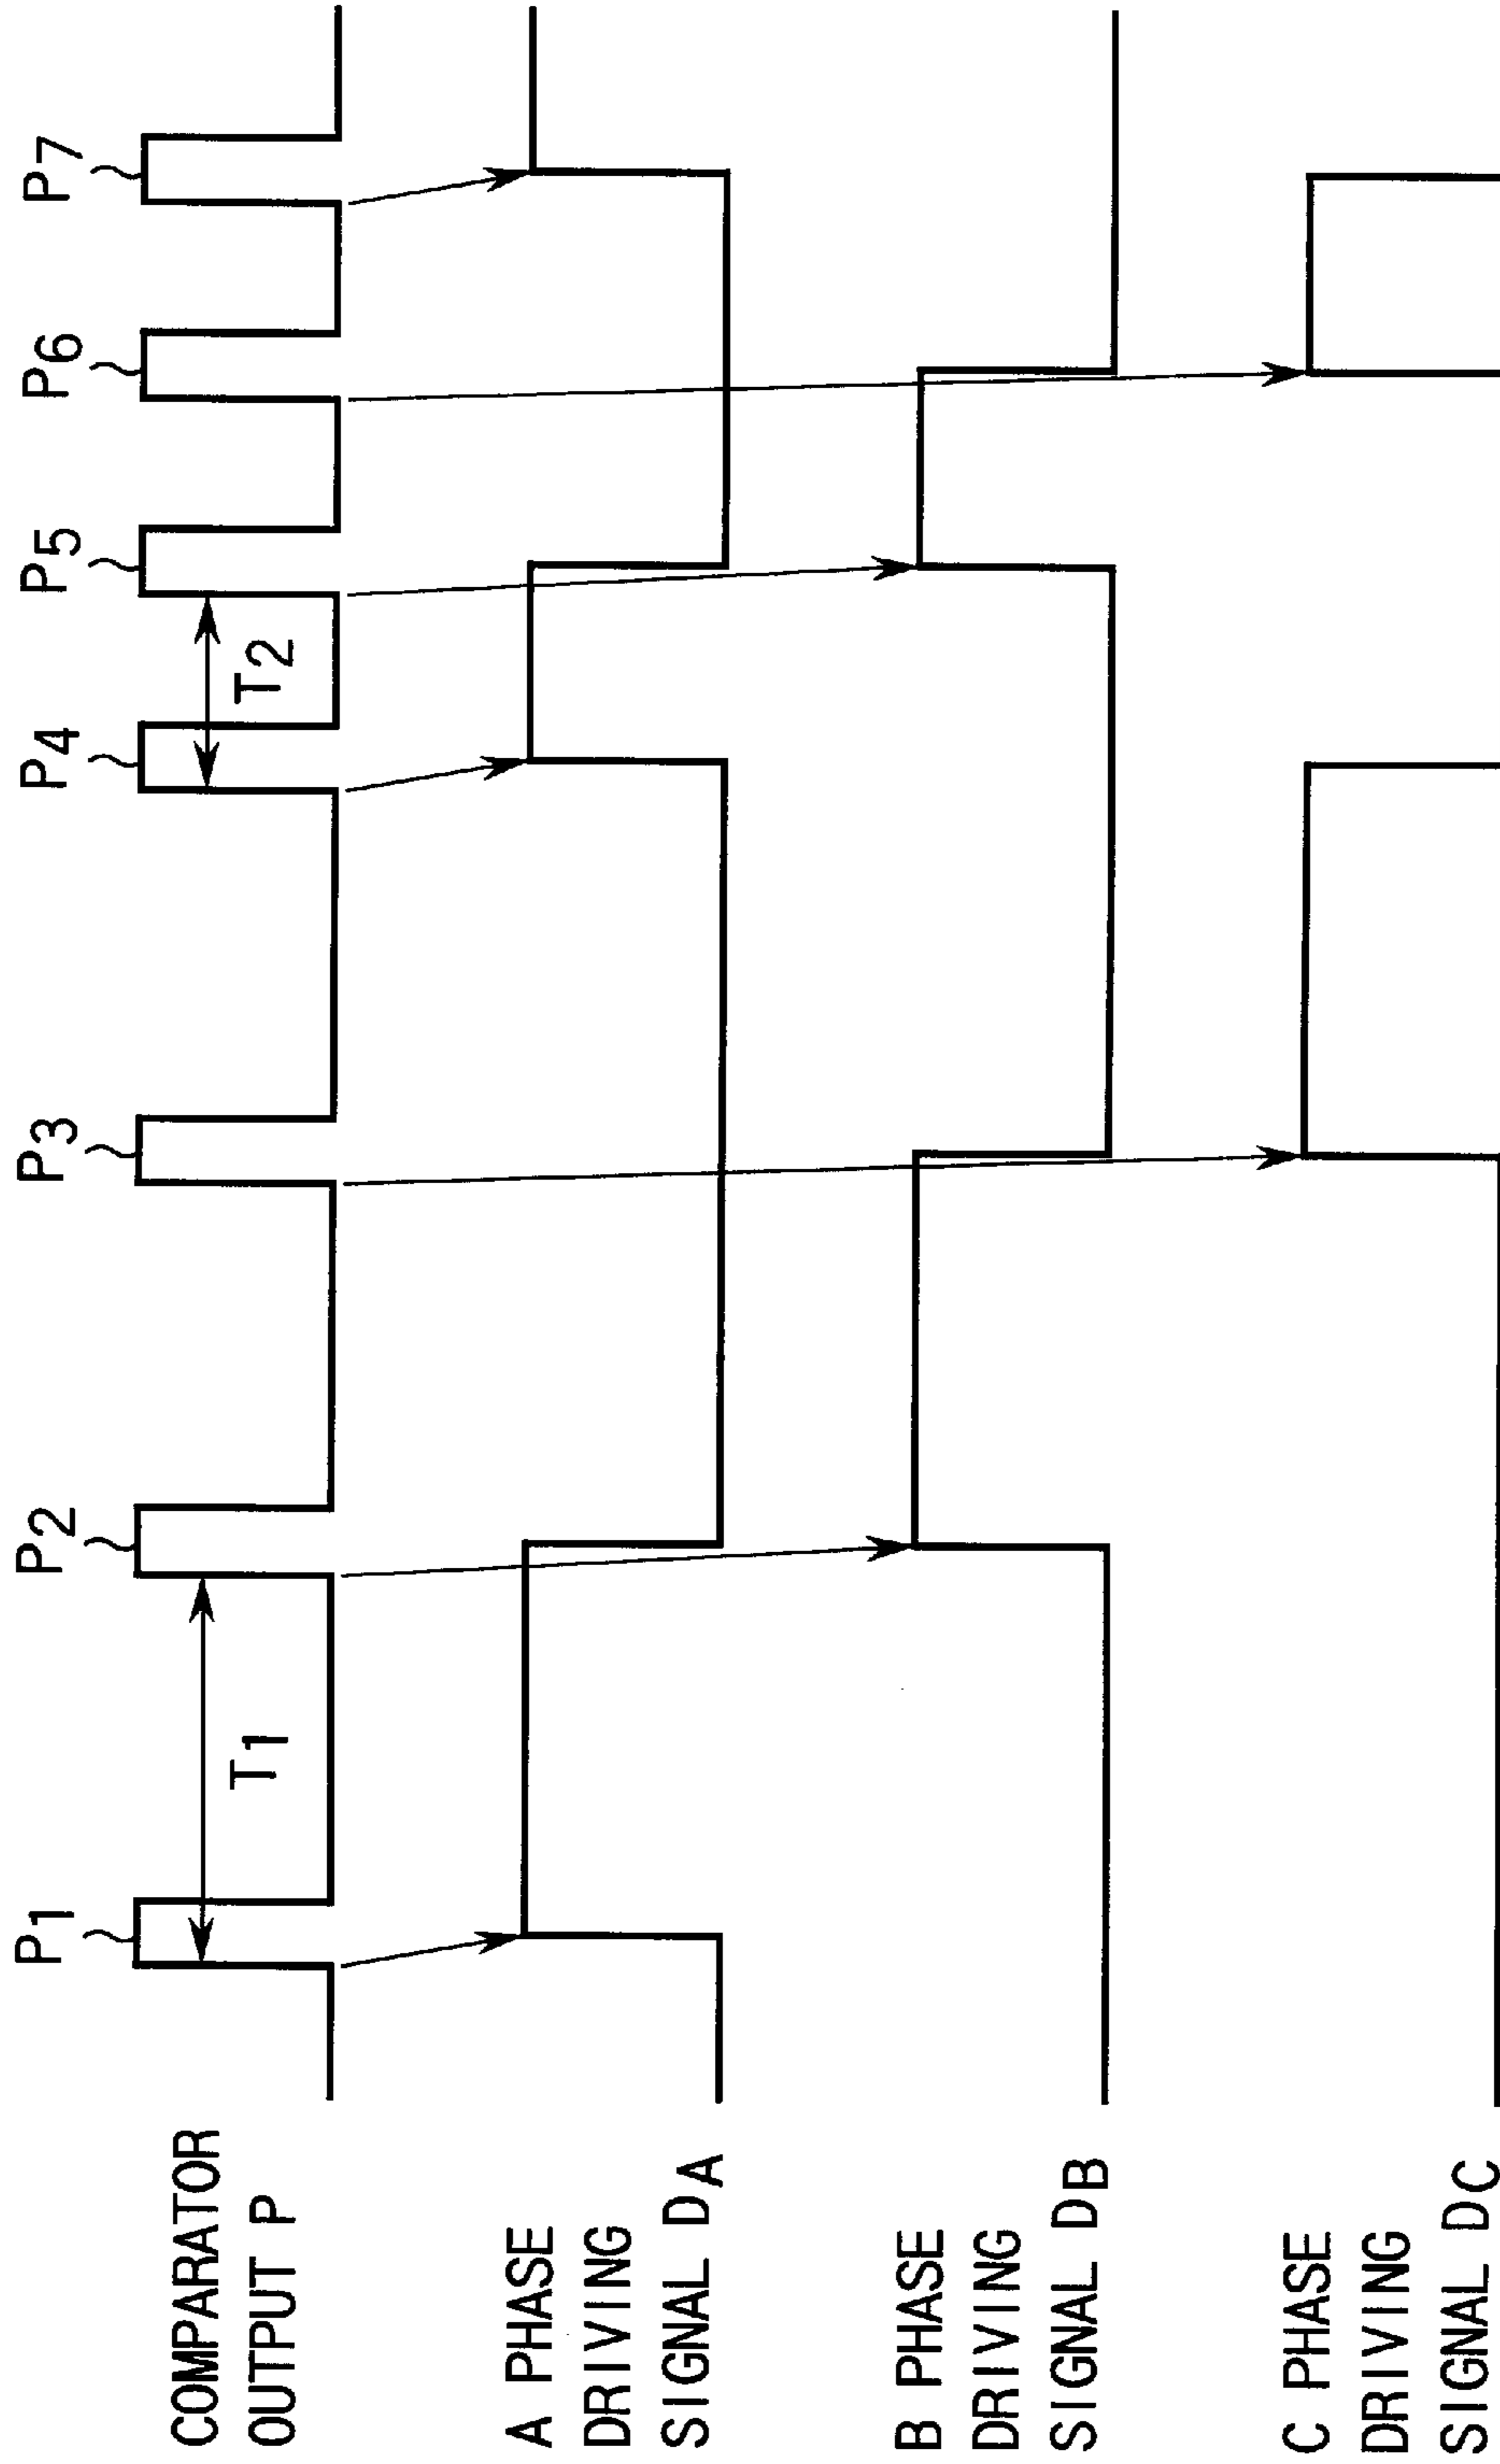 P1
P2
P3
P4
P5
P6
P7
COMPARATOR
OUTPUT P
T1
T2
A PHASE
DRIVING
SIGNAL DA
B PHASE
DRIVING
SIGNAL DB
C PHASE
DRIVING
SIGNAL DC